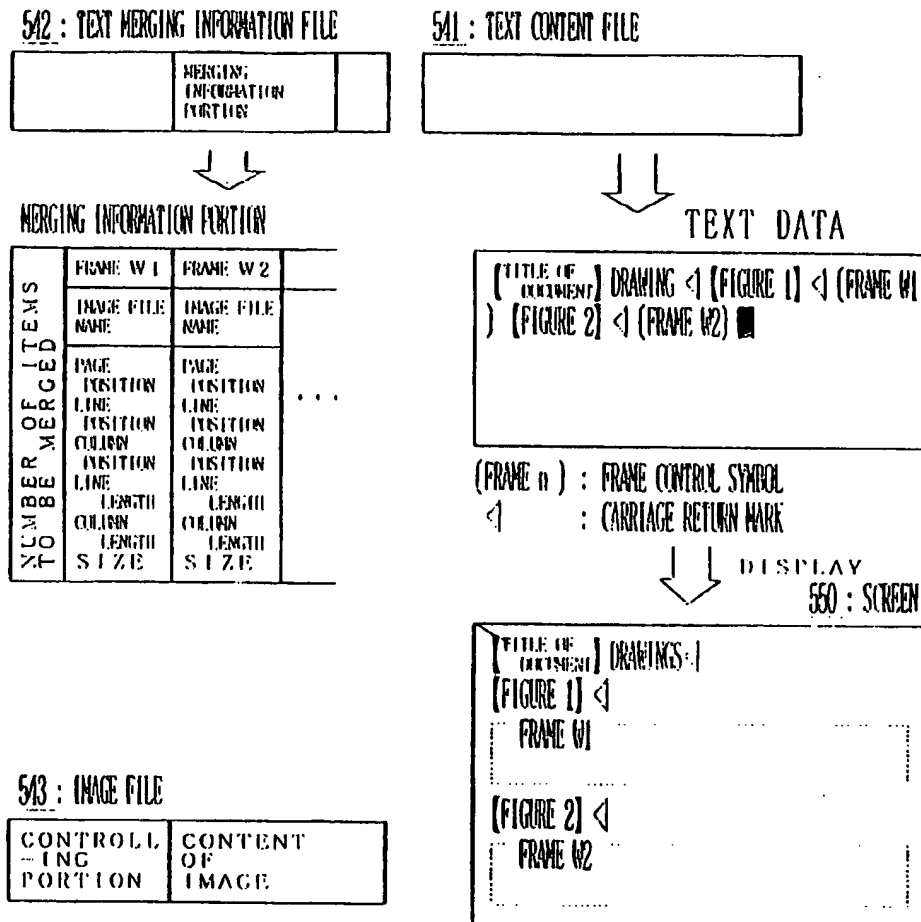 542 : TEXT MERGING INFORMATION FILE
MERGING
INFORMATION
PORTION
MERGING INFORMATION PORTION
NUMBER OF ITEMS
TO BE MERGED
FRAME W1
IMAGE FILE
NAME
PAGE
POSITION
LINE
POSITION
COLUMN
POSITION
LINE
LENGTH
COLUMN
LENGTH
SIZE
FRAME W2
IMAGE FILE
NAME
PAGE
POSITION
LINE
POSITION
COLUMN
POSITION
LINE
LENGTH
COLUMN
LENGTH
SIZE
...
543 : IMAGE FILE
CONTROLL
-ING
PORTION
CONTENT
OF
IMAGE
541 : TEXT CONTENT FILE
TEXT DATA
[TITLE OF DOCUMENT] DRAWING ◁ [FIGURE 1] ◁ (FRAME W1
) [FIGURE 2] ◁ (FRAME W2) ■
(FRAME n ) : FRAME CONTROL SYMBOL
◁ : CARRIAGE RETURN MARK
DISPLAY
550 : SCREEN
[TITLE OF DOCUMENT] DRAWINGS ◁
[FIGURE 1] ◁
FRAME W1
[FIGURE 2] ◁
FRAME W2